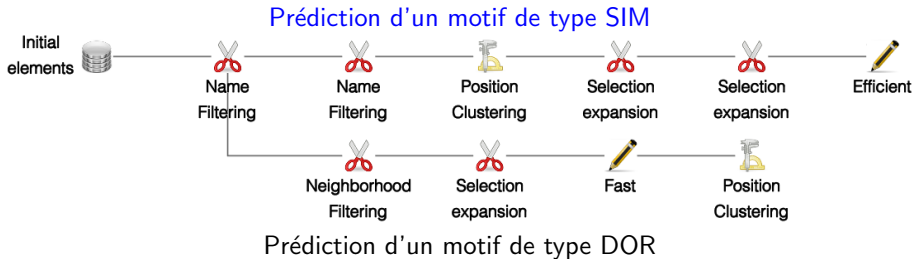 Prédiction d'un motif de type SIM
Initial
elements
Name
Filtering
Name
Filtering
Position
Clustering
Selection
expansion
Selection
expansion
Efficient
Neighborhood
Filtering
Selection
expansion
Fast
Position
Clustering
Prédiction d'un motif de type DOR